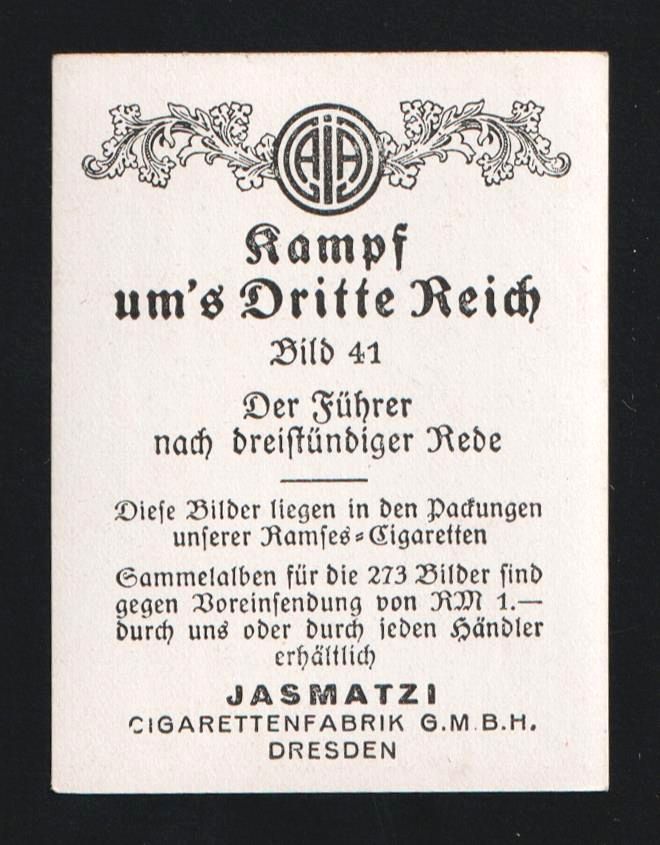 AJA
Kampf
um's Dritte Reich
Bild 41
Der Führer
nach dreistündiger Rede
Diese Bilder liegen in den Packungen
unserer Ramses-Cigaretten
Sammelalben für die 273 Bilder sind
gegen Voreinsendung von RM 1.—
durch uns oder durch jeden Händler
erhältlich
JASMATZI
CIGARETTENFABRIK G.M.B.H.
DRESDEN